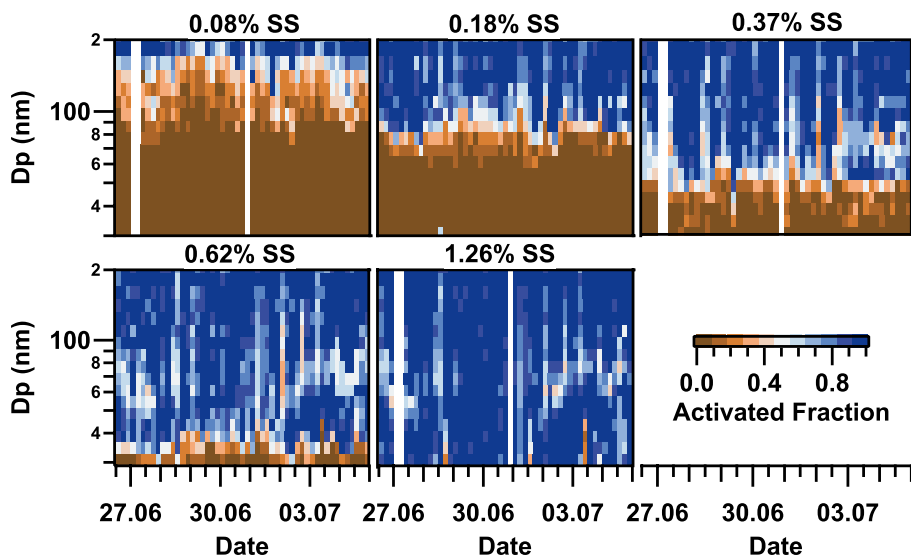 0.08% SS 0.18% SS 0.37% SS
2
100
8
6
4
Dp (nm)
0.62% SS 1.26% SS
2
100
8
6
4
Dp (nm)
0.0 0.4 0.8
Activated Fraction
27.06 30.06 03.07 27.06 30.06 03.07 27.06 30.06 03.07
Date Date Date